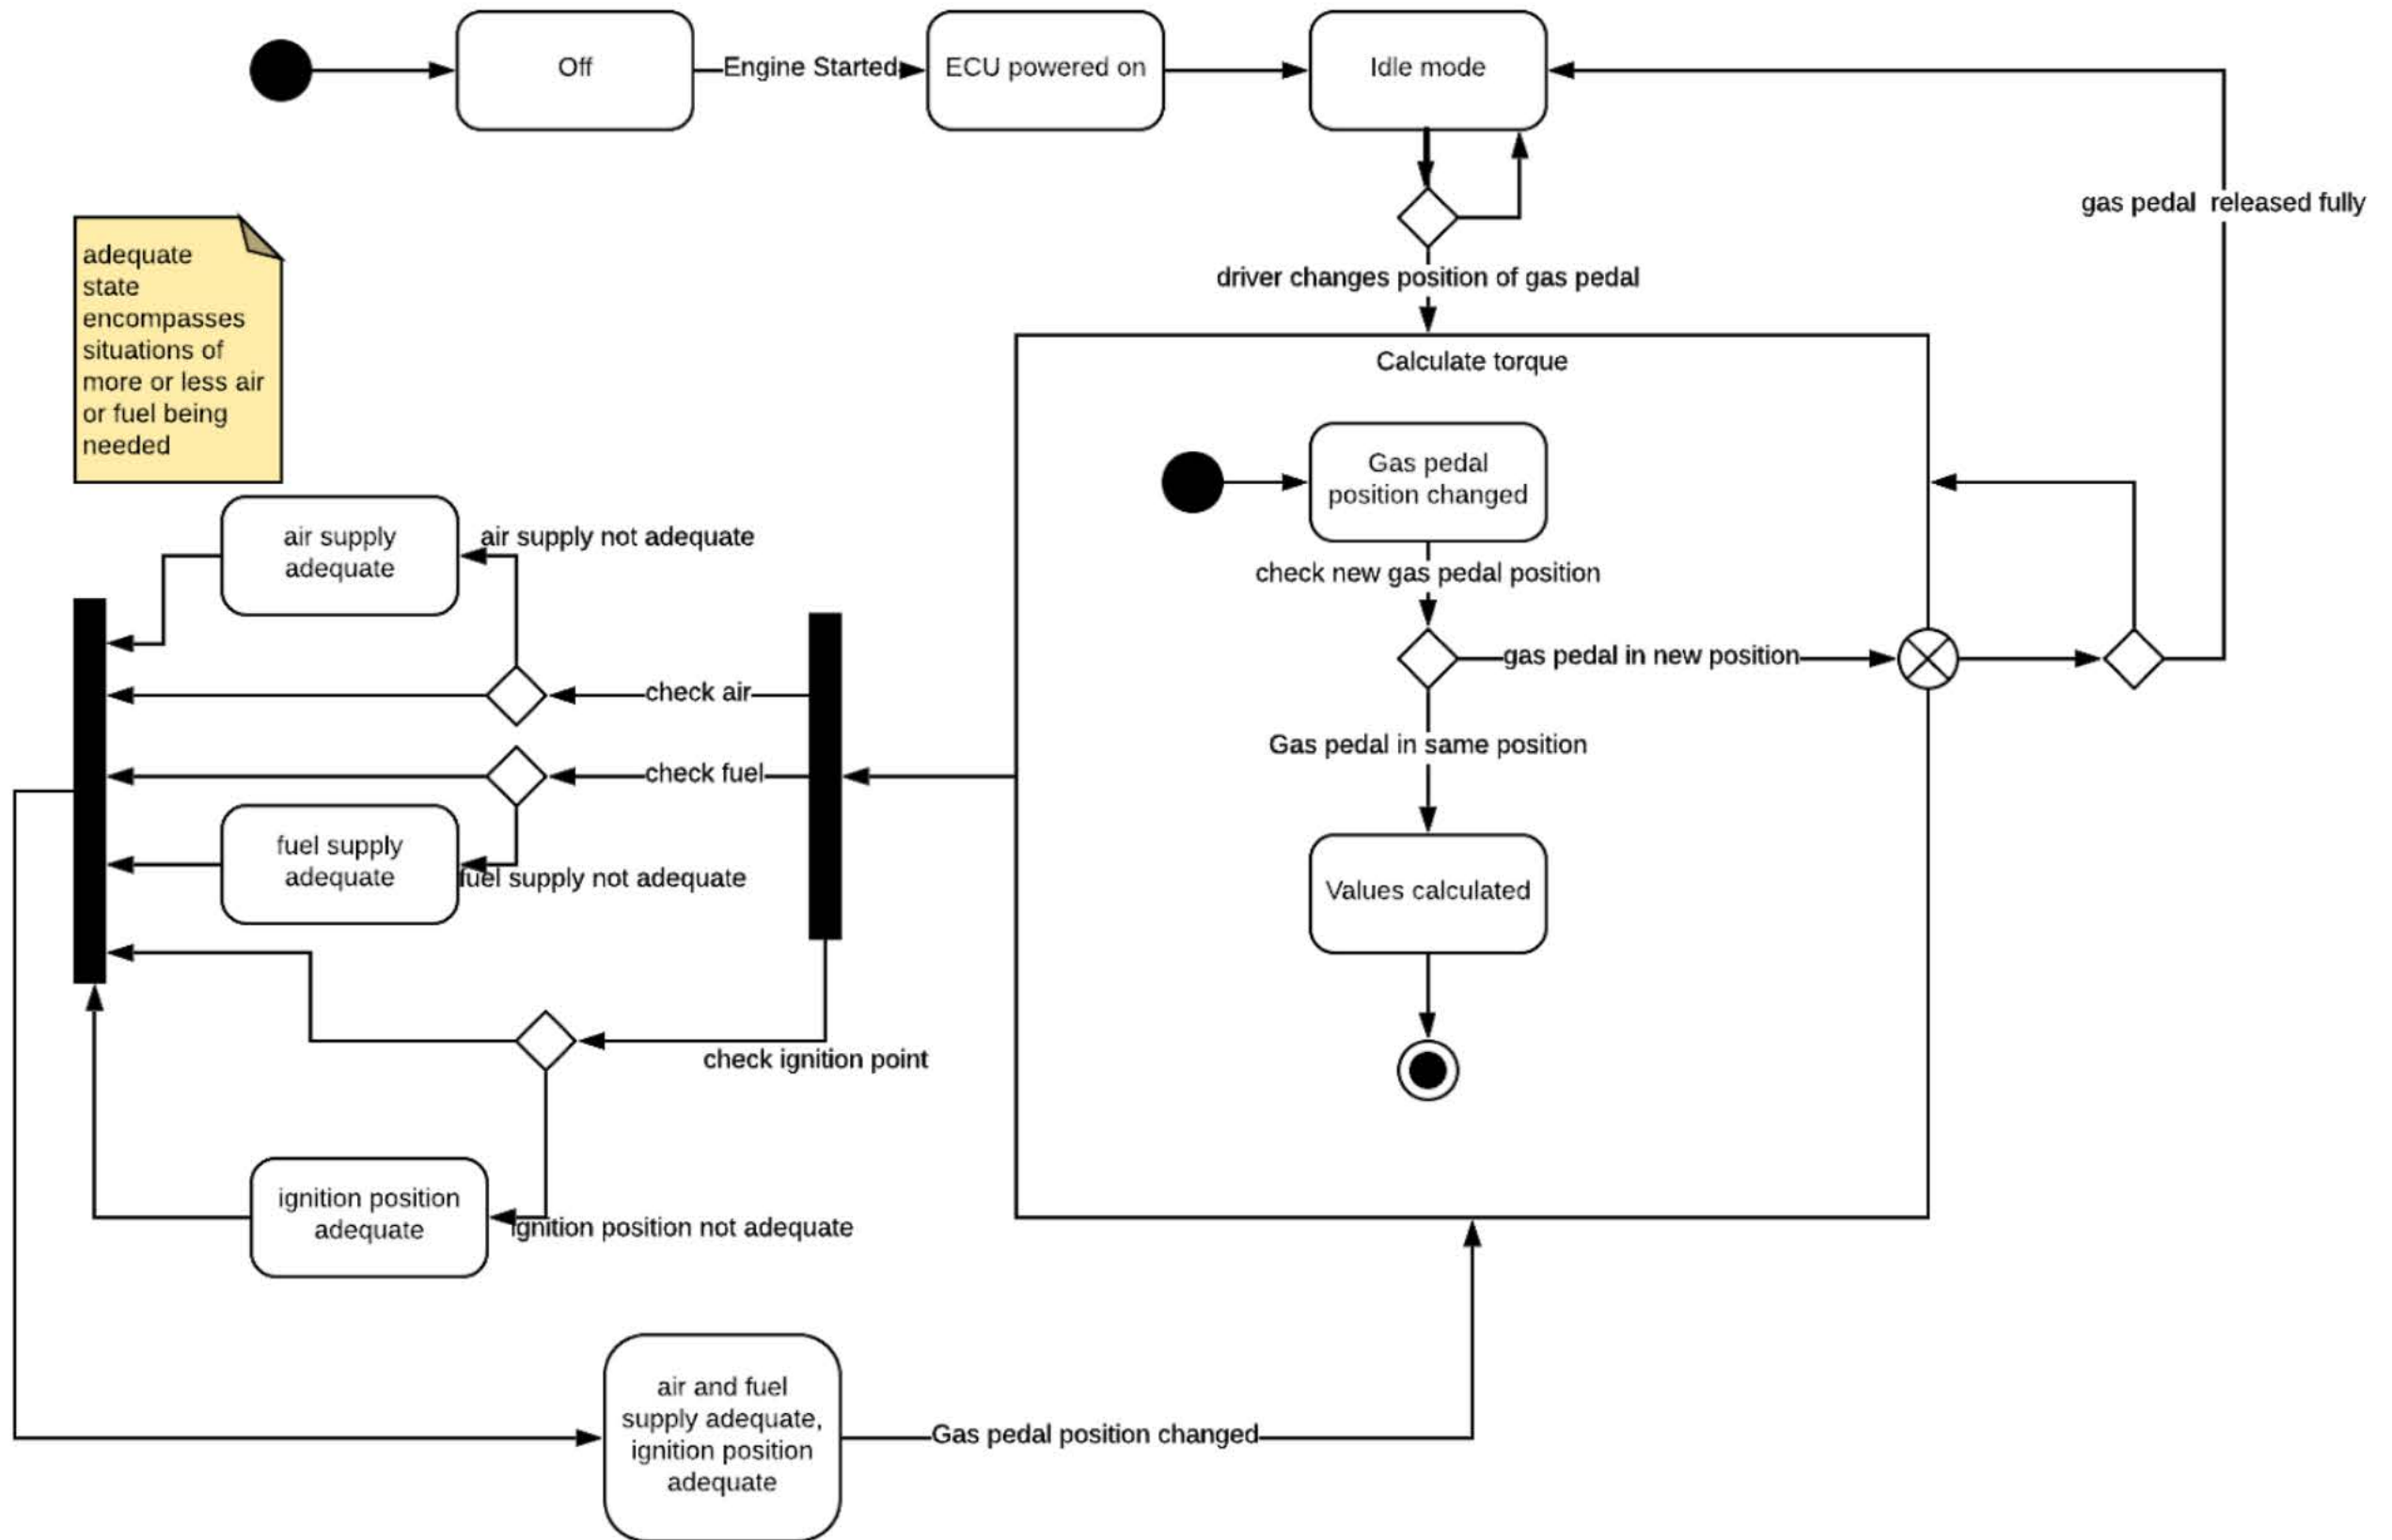 Off
Engine Started
ECU powered on
Idle mode
gas pedal  released fully
driver changes position of gas pedal
adequate
state
encompasses
situations of
more or less air
or fuel being
needed
Calculate torque
Gas pedal
position changed
check new gas pedal position
gas pedal in new position
Gas pedal in same position
Values calculated
air supply
adequate
air supply not adequate
check air
check fuel
fuel supply
adequate
fuel supply not adequate
check ignition point
ignition position
adequate
ignition position not adequate
air and fuel
supply adequate,
ignition position
adequate
Gas pedal position changed